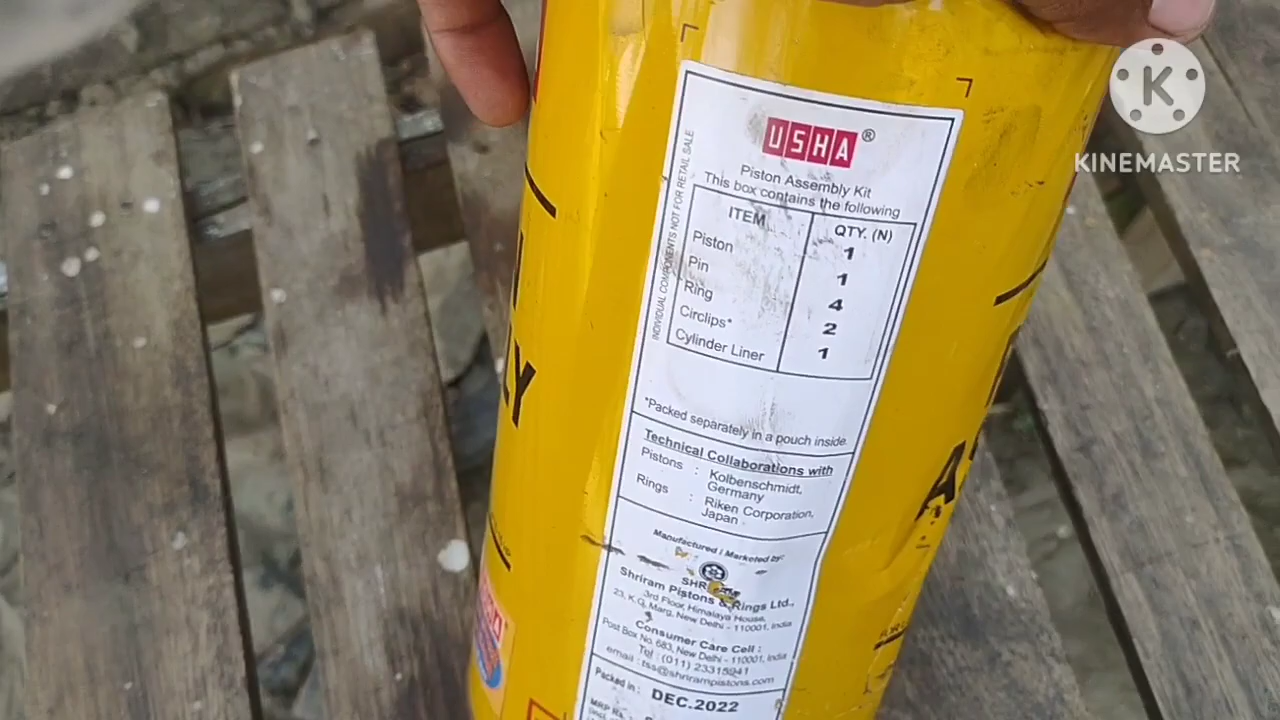 USHA®
Piston Assembly Kit
This box contains the following
ITEM QTY. (N)
Piston 1
Pin 1
Ring 4
Circlips* 2
Cylinder Liner 1
*Packed separately in a pouch inside.
INDIVIDUAL COMPONENTS NOT FOR RETAIL SALE
Technical Collaborations with
Pistons : Kolbenschmidt,
Germany
Rings : Riken Corporation,
Japan
Manufactured / Marketed by:
Shriram Pistons & Rings Ltd.,
3rd Floor, Himalaya House,
23, K.G. Marg, New Delhi - 110001, India
Consumer Care Cell :
Post Box No. 683, New Delhi - 110001, India
Tel : (011) 23315941
email : tss@shrirampistons.com
Packed in : DEC.2022
MRP Rs.
LY
K
KINEMASTER